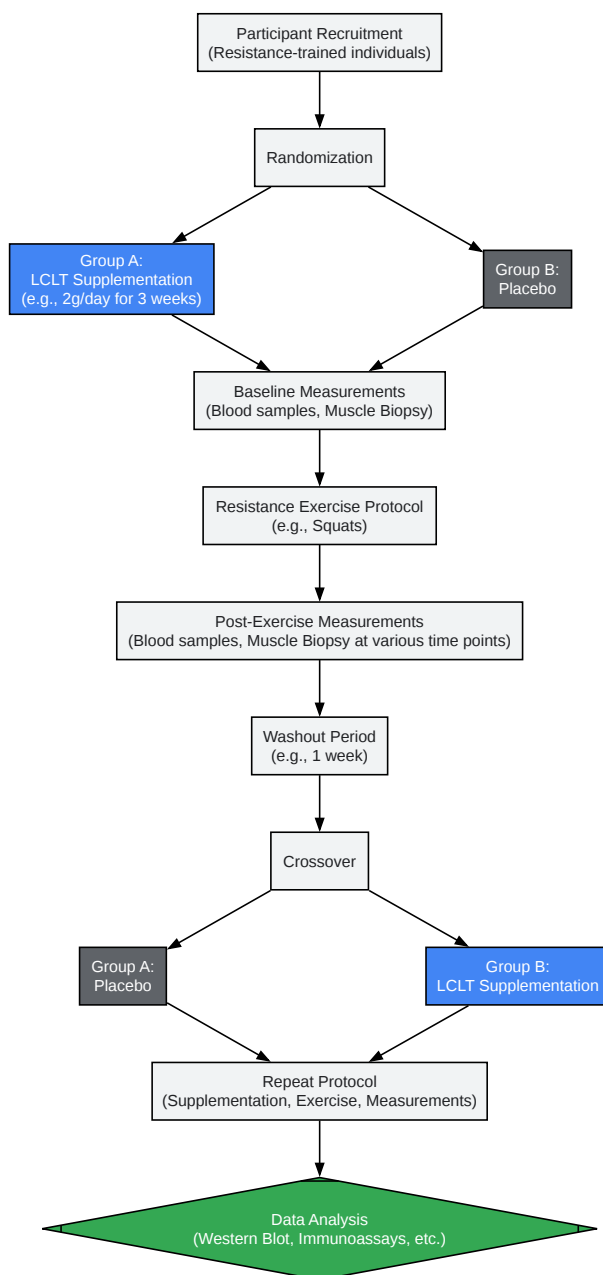 Participant Recruitment
(Resistance-trained individuals)
Randomization
Group A:
LCLT Supplementation
(e.g., 2g/day for 3 weeks)
Group B:
Placebo
Baseline Measurements
(Blood samples, Muscle Biopsy)
Resistance Exercise Protocol
(e.g., Squats)
Post-Exercise Measurements
(Blood samples, Muscle Biopsy at various time points)
Washout Period
(e.g., 1 week)
Crossover
Group A:
Placebo
Group B:
LCLT Supplementation
Repeat Protocol
(Supplementation, Exercise, Measurements)
Data Analysis
(Western Blot, Immunoassays, etc.)